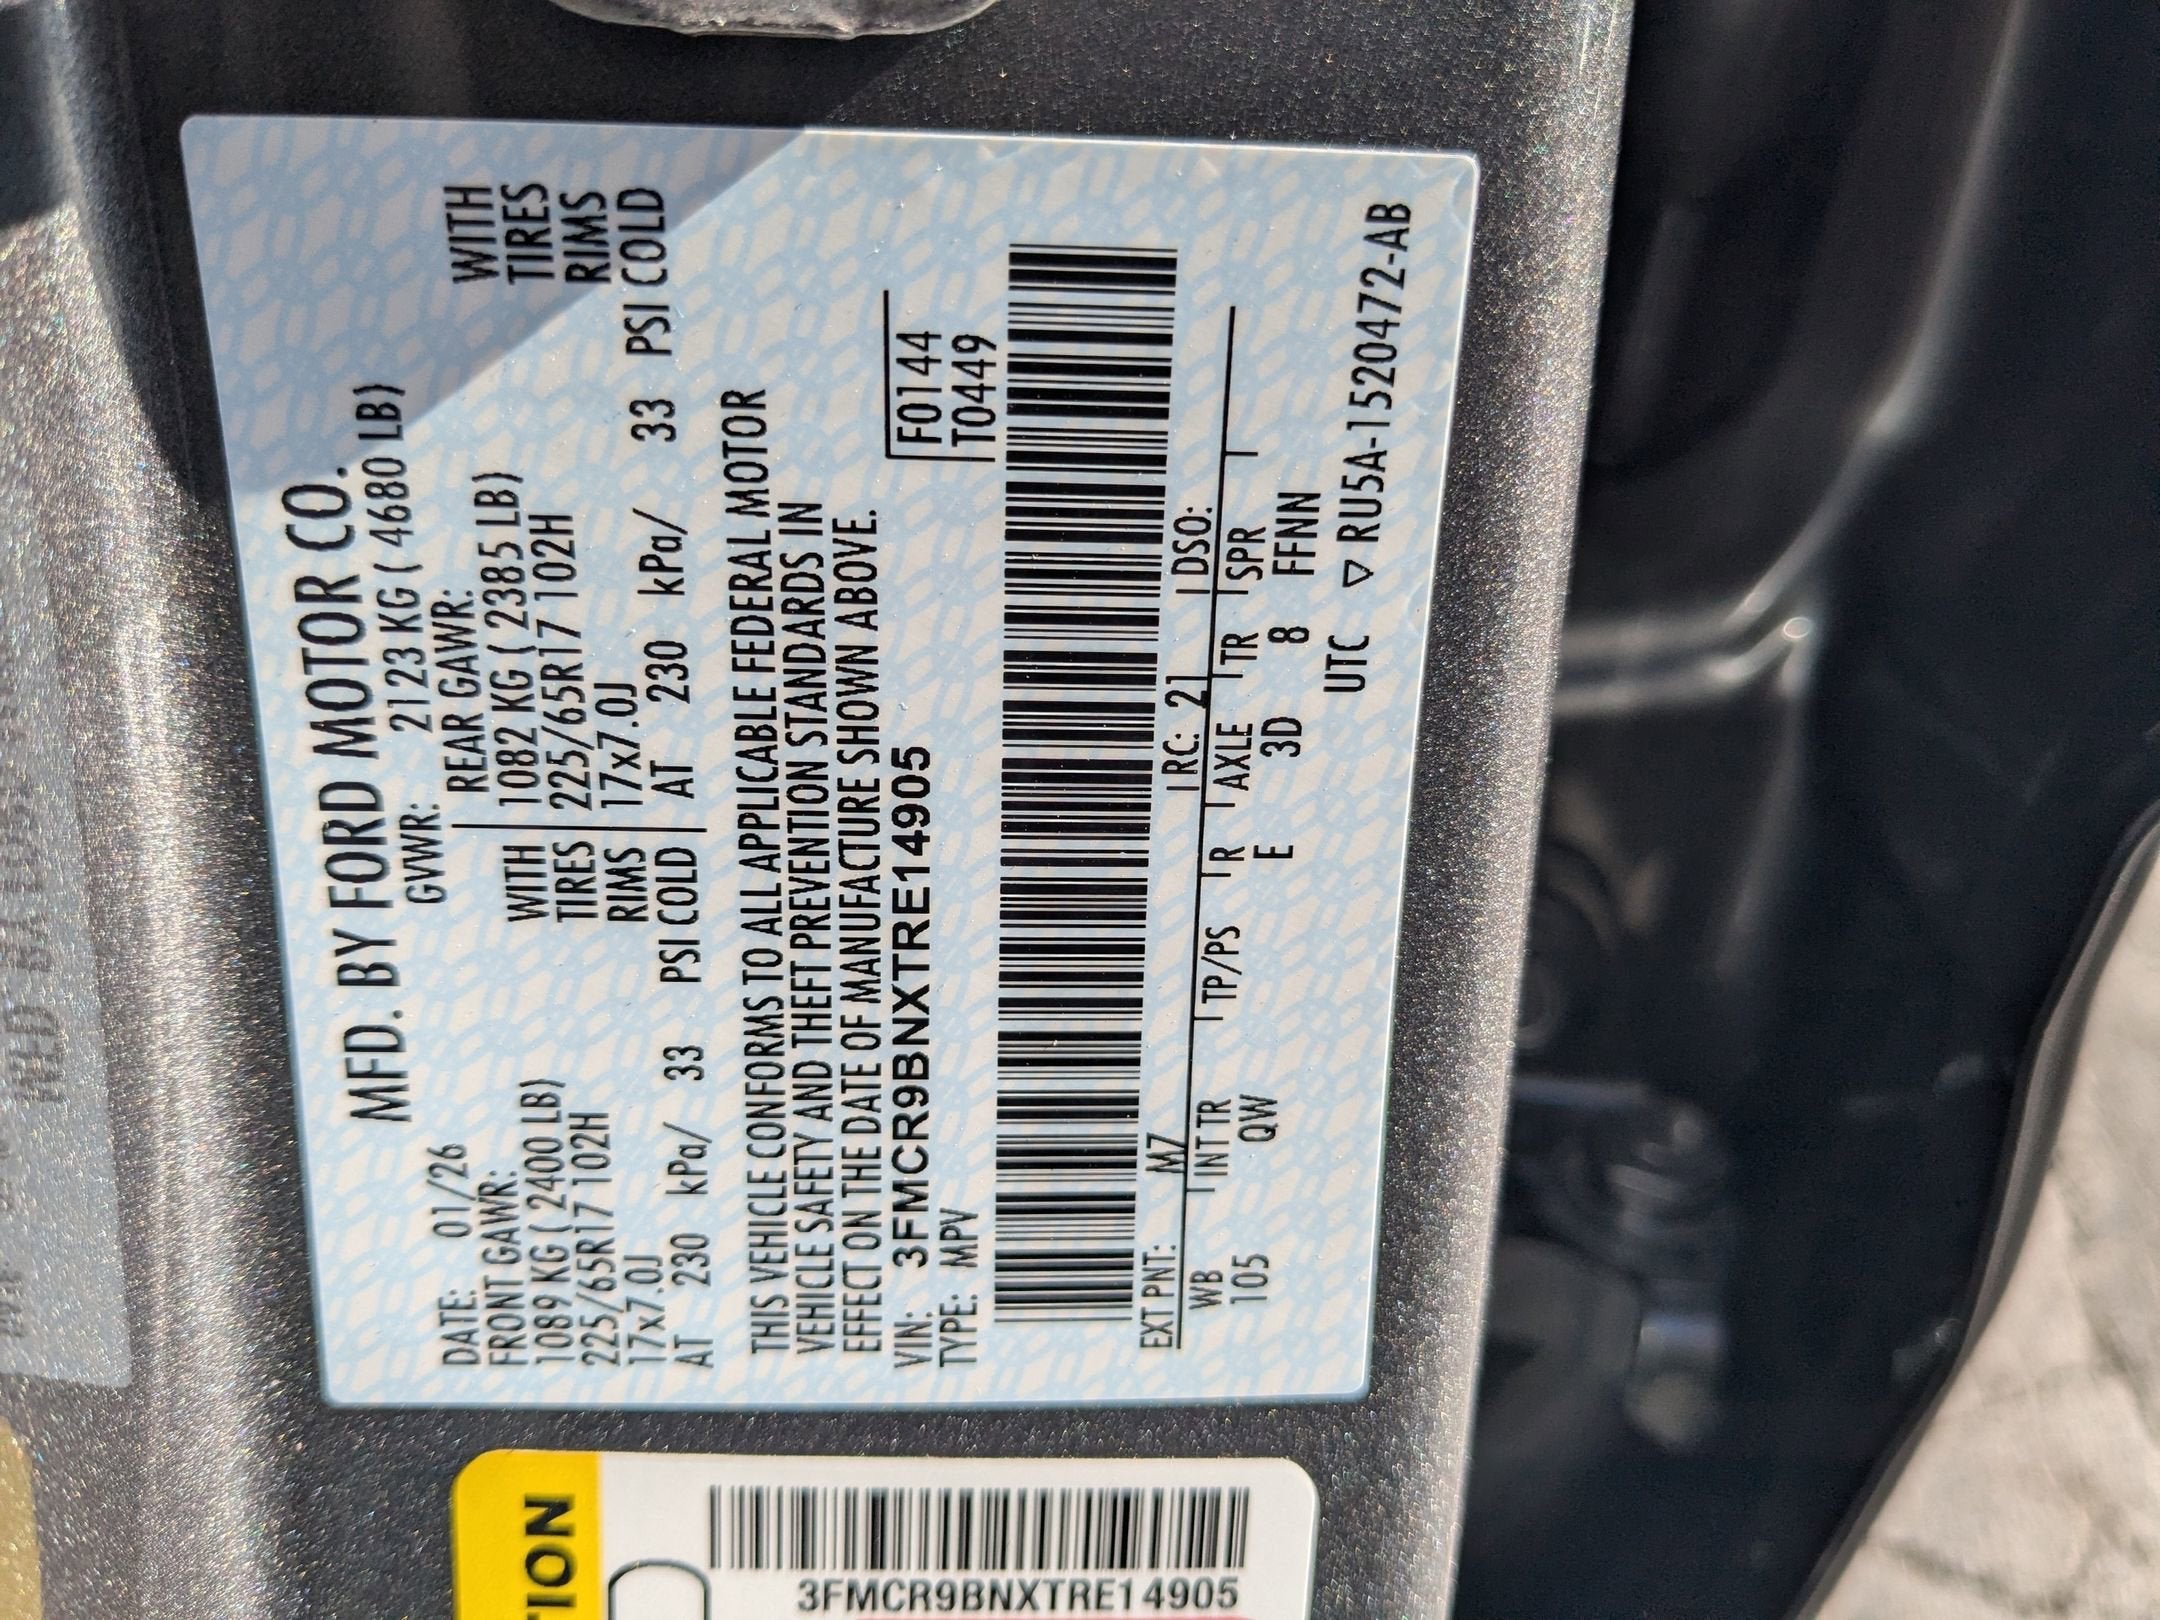 MFD. BY FORD MOTOR CO.
DATE: 01/26 GVWR: 2123 KG ( 4680 LB)
FRONT GAWR: REAR GAWR:
1089 KG ( 2400 LB) WITH 1082 KG ( 2385 LB) WITH
225/65R17 102H TIRES 225/65R17 102H TIRES
17x7.0J RIMS 17x7.0J RIMS
AT 230 kPa/ 33 PSI COLD AT 230 kPa/ 33 PSI COLD
THIS VEHICLE CONFORMS TO ALL APPLICABLE FEDERAL MOTOR
VEHICLE SAFETY AND THEFT PREVENTION STANDARDS IN
EFFECT ON THE DATE OF MANUFACTURE SHOWN ABOVE.
VIN: 3FMCR9BNXTRE14905 F0144
TYPE: MPV T0449
EXT PNT: MZ RC: 21 DSO:
WB INT TR TP/PS R AXLE TR SPR
105 QW E 3D 8 FFNN
UTC ▽ RU5A-1520472-AB
TION
3FMCR9BNXTRE14905